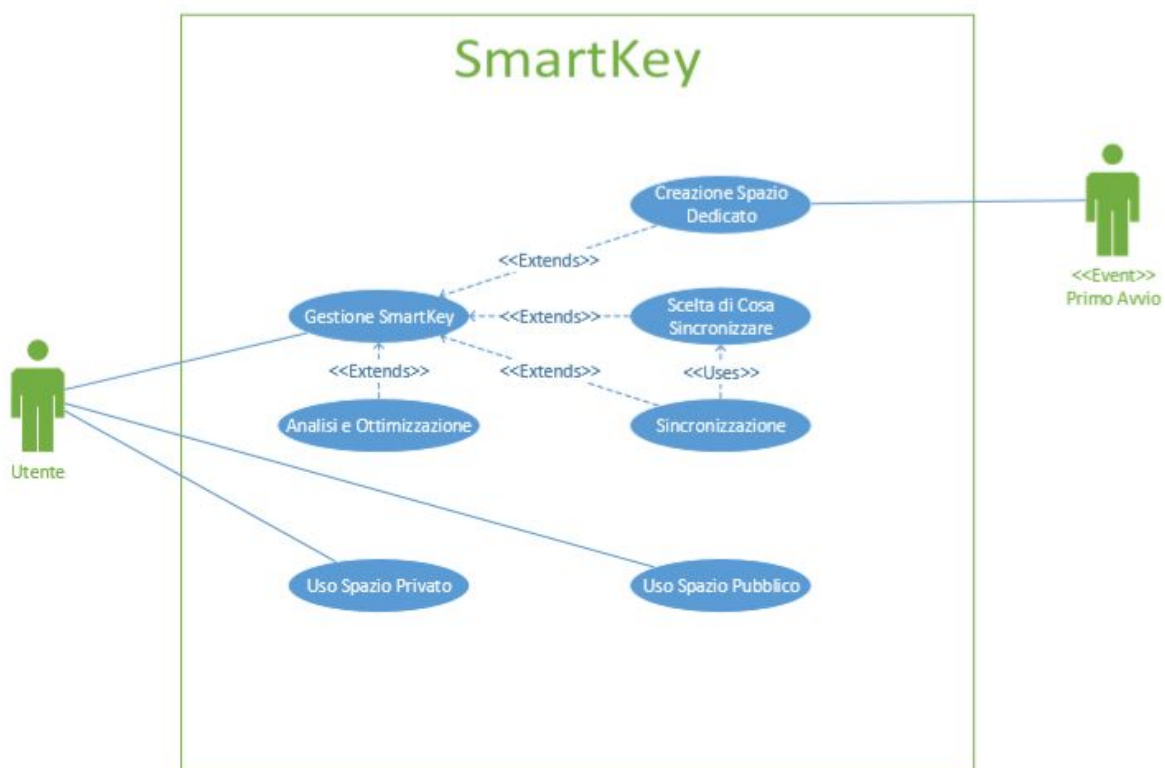 SmartKey
Creazione Spazio
Dedicato
<<Extends>>
<<Event>>
Primo Avvio
Gestione SmartKey
<<Extends>>
Scelta di Cosa
Sincronizzare
<<Extends>>
<<Extends>>
<<Uses>>
Analisi e Ottimizzazione
Sincronizzazione
Utente
Uso Spazio Privato
Uso Spazio Pubblico